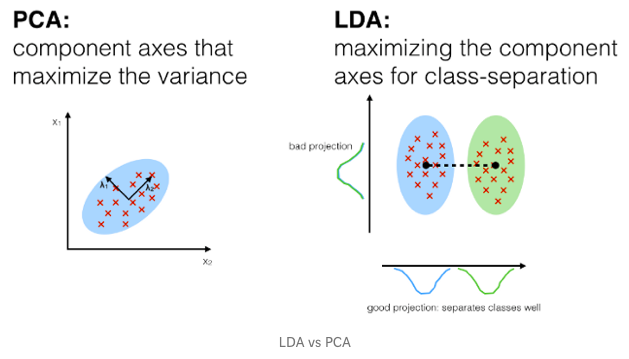 PCA:
component axes that
maximize the variance
LDA:
maximizing the component
axes for class-separation
x₁
λ₁
λ₂
x₂
bad projection
good projection: separates classes well
LDA vs PCA